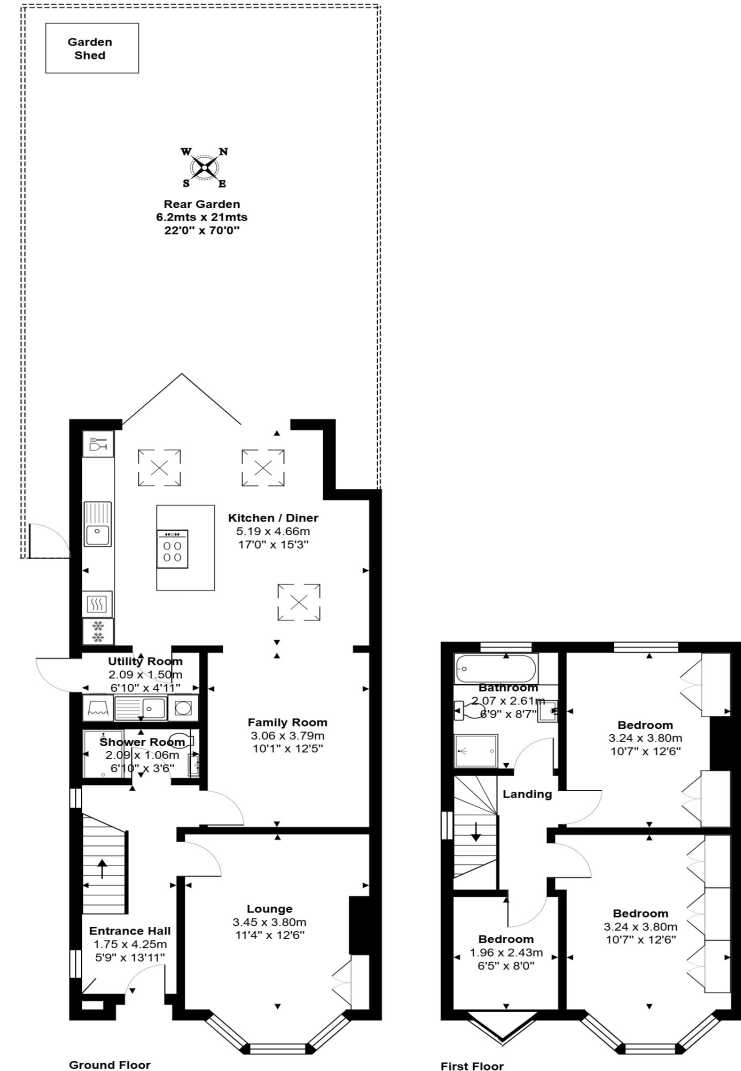 Garden
Shed
W N
S E
Rear Garden
6.2mts x 21mts
22'0" x 70'0"
Kitchen / Diner
5.19 x 4.66m
17'0" x 15'3"
Utility Room
2.09 x 1.50m
6'10" x 4'11"
Family Room
3.06 x 3.79m
10'1" x 12'5"
Shower Room
2.09 x 1.06m
6'10" x 3'6"
Lounge
3.45 x 3.80m
11'4" x 12'6"
Entrance Hall
1.75 x 4.25m
5'9" x 13'11"
Ground Floor
Bathroom
2.07 x 2.61m
6'9" x 8'7"
Bedroom
3.24 x 3.80m
10'7" x 12'6"
Landing
Bedroom
3.24 x 3.80m
10'7" x 12'6"
Bedroom
1.96 x 2.43m
6'5" x 8'0"
First Floor